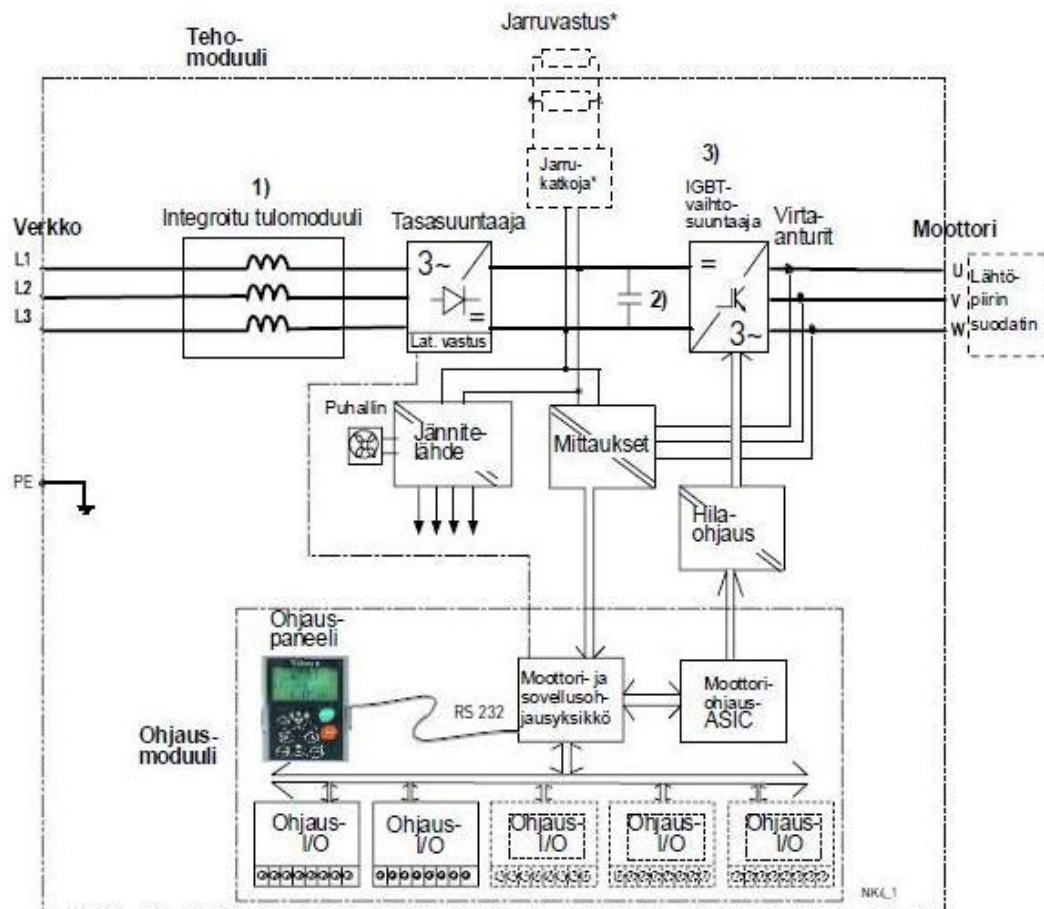 Jarruvastus*
Teho-
moduuli
Jarru-
katkoja*
1)
Integroitu tulomoduuli
Tasasuuntaaja
3)
IGBT-
vaihto-
suuntaaja
Virta-
anturit
Verkko
Moottori
L1
L2
L3
3~
=
Lat. vastus
2)
=
3~
U
V
W
Lähtö-
piirin
suodatin
Puhallin
Jännite-
lähde
Mittaukset
PE
Hila-
ohjaus
Ohjaus-
paneeli
RS 232
Moottori- ja
sovellusoh-
jausyksikkö
Moottori-
ohjaus-
ASIC
Ohjaus-
moduuli
Ohjaus-
I/O
Ohjaus-
I/O
Ohjaus-
I/O
Ohjaus-
I/O
Ohjaus-
I/O